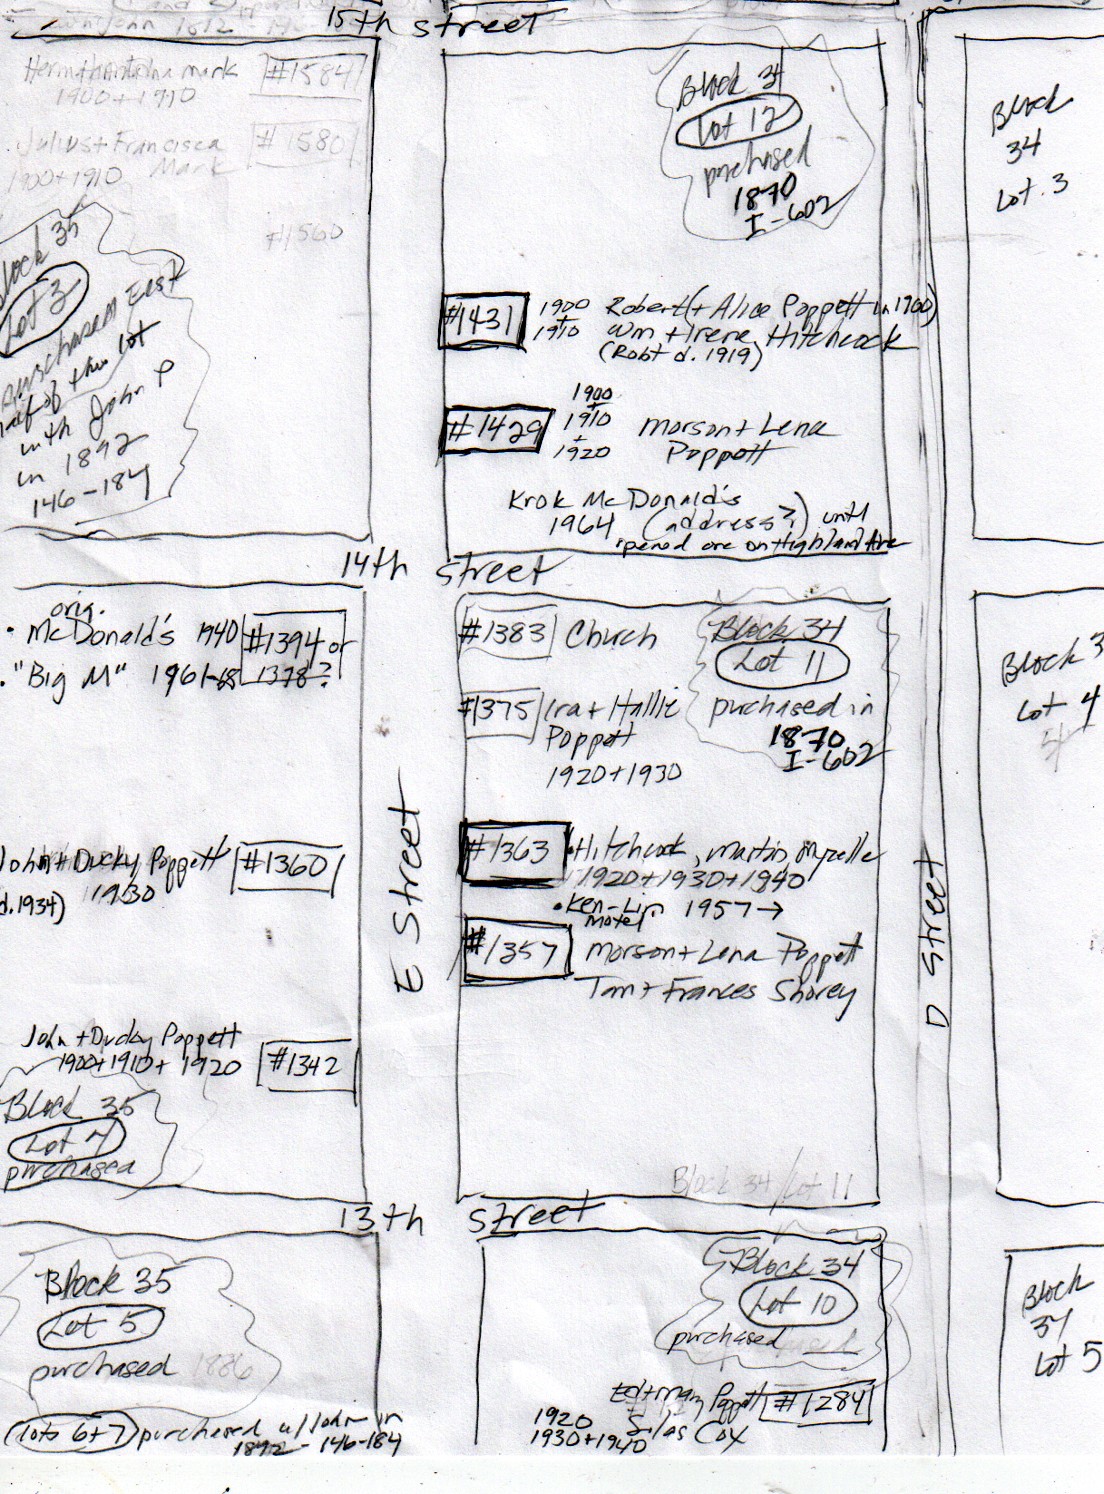 15th street
Herm
mark
#1584
1900 + 1910
Julius + Francisca
Mark
#1580
1900 + 1910
#1560
Block 35
Lot 3
purchased East
half of this lot
with John P
in 1892
146-184
Block 34
Lot 12
purchased
1870
I-602
#1431
1900
+
1910
Robert (+ Alice Poppett in 1900)
Wm + Irene Hitchcock
(Robt d. 1919)
#1429
1900
+
1910
+
1920
Morson + Lena
Poppett
Krok McDonald's
1964 (address?) until
opened one on Highland Ave
Block
34
Lot 3
14th street
• orig.
McDonald's 1940
• "Big M" 1961-68
#1394 or
1378?
John + Ducky Poppett
1930
d. 1934)
#1360
John + Ducky Poppett
1900 + 1910 + 1920
#1342
Block 35
Lot 4
purchased
E Street
#1383 Church
Block 34
Lot 11
purchased in
1870
I-602
#1375 Ira + Hallie
Poppett
1920 + 1930
#1363
• Hitchcock, Martin
1920 + 1930 + 1940
• Ken-Lin 1957 →
Motel
#1357
Morson + Lena Poppett
Tom + Frances Shorey
Block 34 / Lot 11
D Street
Block 3
Lot 4
13th street
Block 35
Lot 5
purchased 1886
Lots 6+7 purchased w/ John in
1892 - 146-184
Block 34
Lot 10
purchased
Ed + Mary Poppett #1284
1920
Silas Cox
1930 + 1940
Block
34
Lot 5